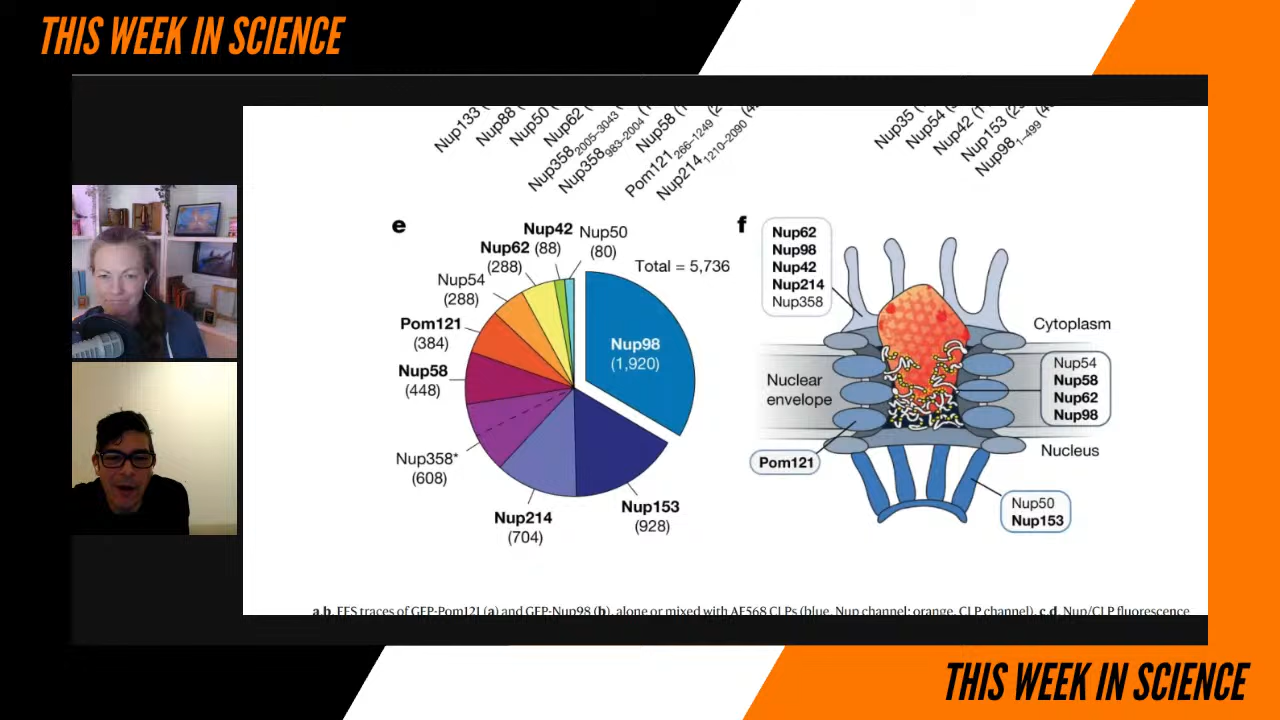 THIS WEEK IN SCIENCE
Nup133 (
Nup88 (
Nup50 (
Nup62 (
Nup358 2005–3043 (
Nup358 983–2004 (
Nup58 (
Pom121 266–1249 (
Nup214 1210–2090
Nup35 (
Nup54 (
Nup42 (
Nup153 (
Nup98 1–499 (
e
Nup42
(88)
Nup50
(80)
Nup62
(288)
Total = 5,736
Nup54
(288)
Pom121
(384)
Nup98
(1,920)
Nup58
(448)
Nup358*
(608)
Nup214
(704)
Nup153
(928)
f
Nup62
Nup98
Nup42
Nup214
Nup358
Cytoplasm
Nuclear
envelope
Nup54
Nup58
Nup62
Nup98
Nucleus
Pom121
Nup50
Nup153
a,b, FFS traces of GFP-Pom121 (a) and GFP-Nup98 (b), alone or mixed with AF568 CLPs (blue, Nup channel; orange, CLP channel). c,d, Nup/CLP fluorescence
THIS WEEK IN SCIENCE